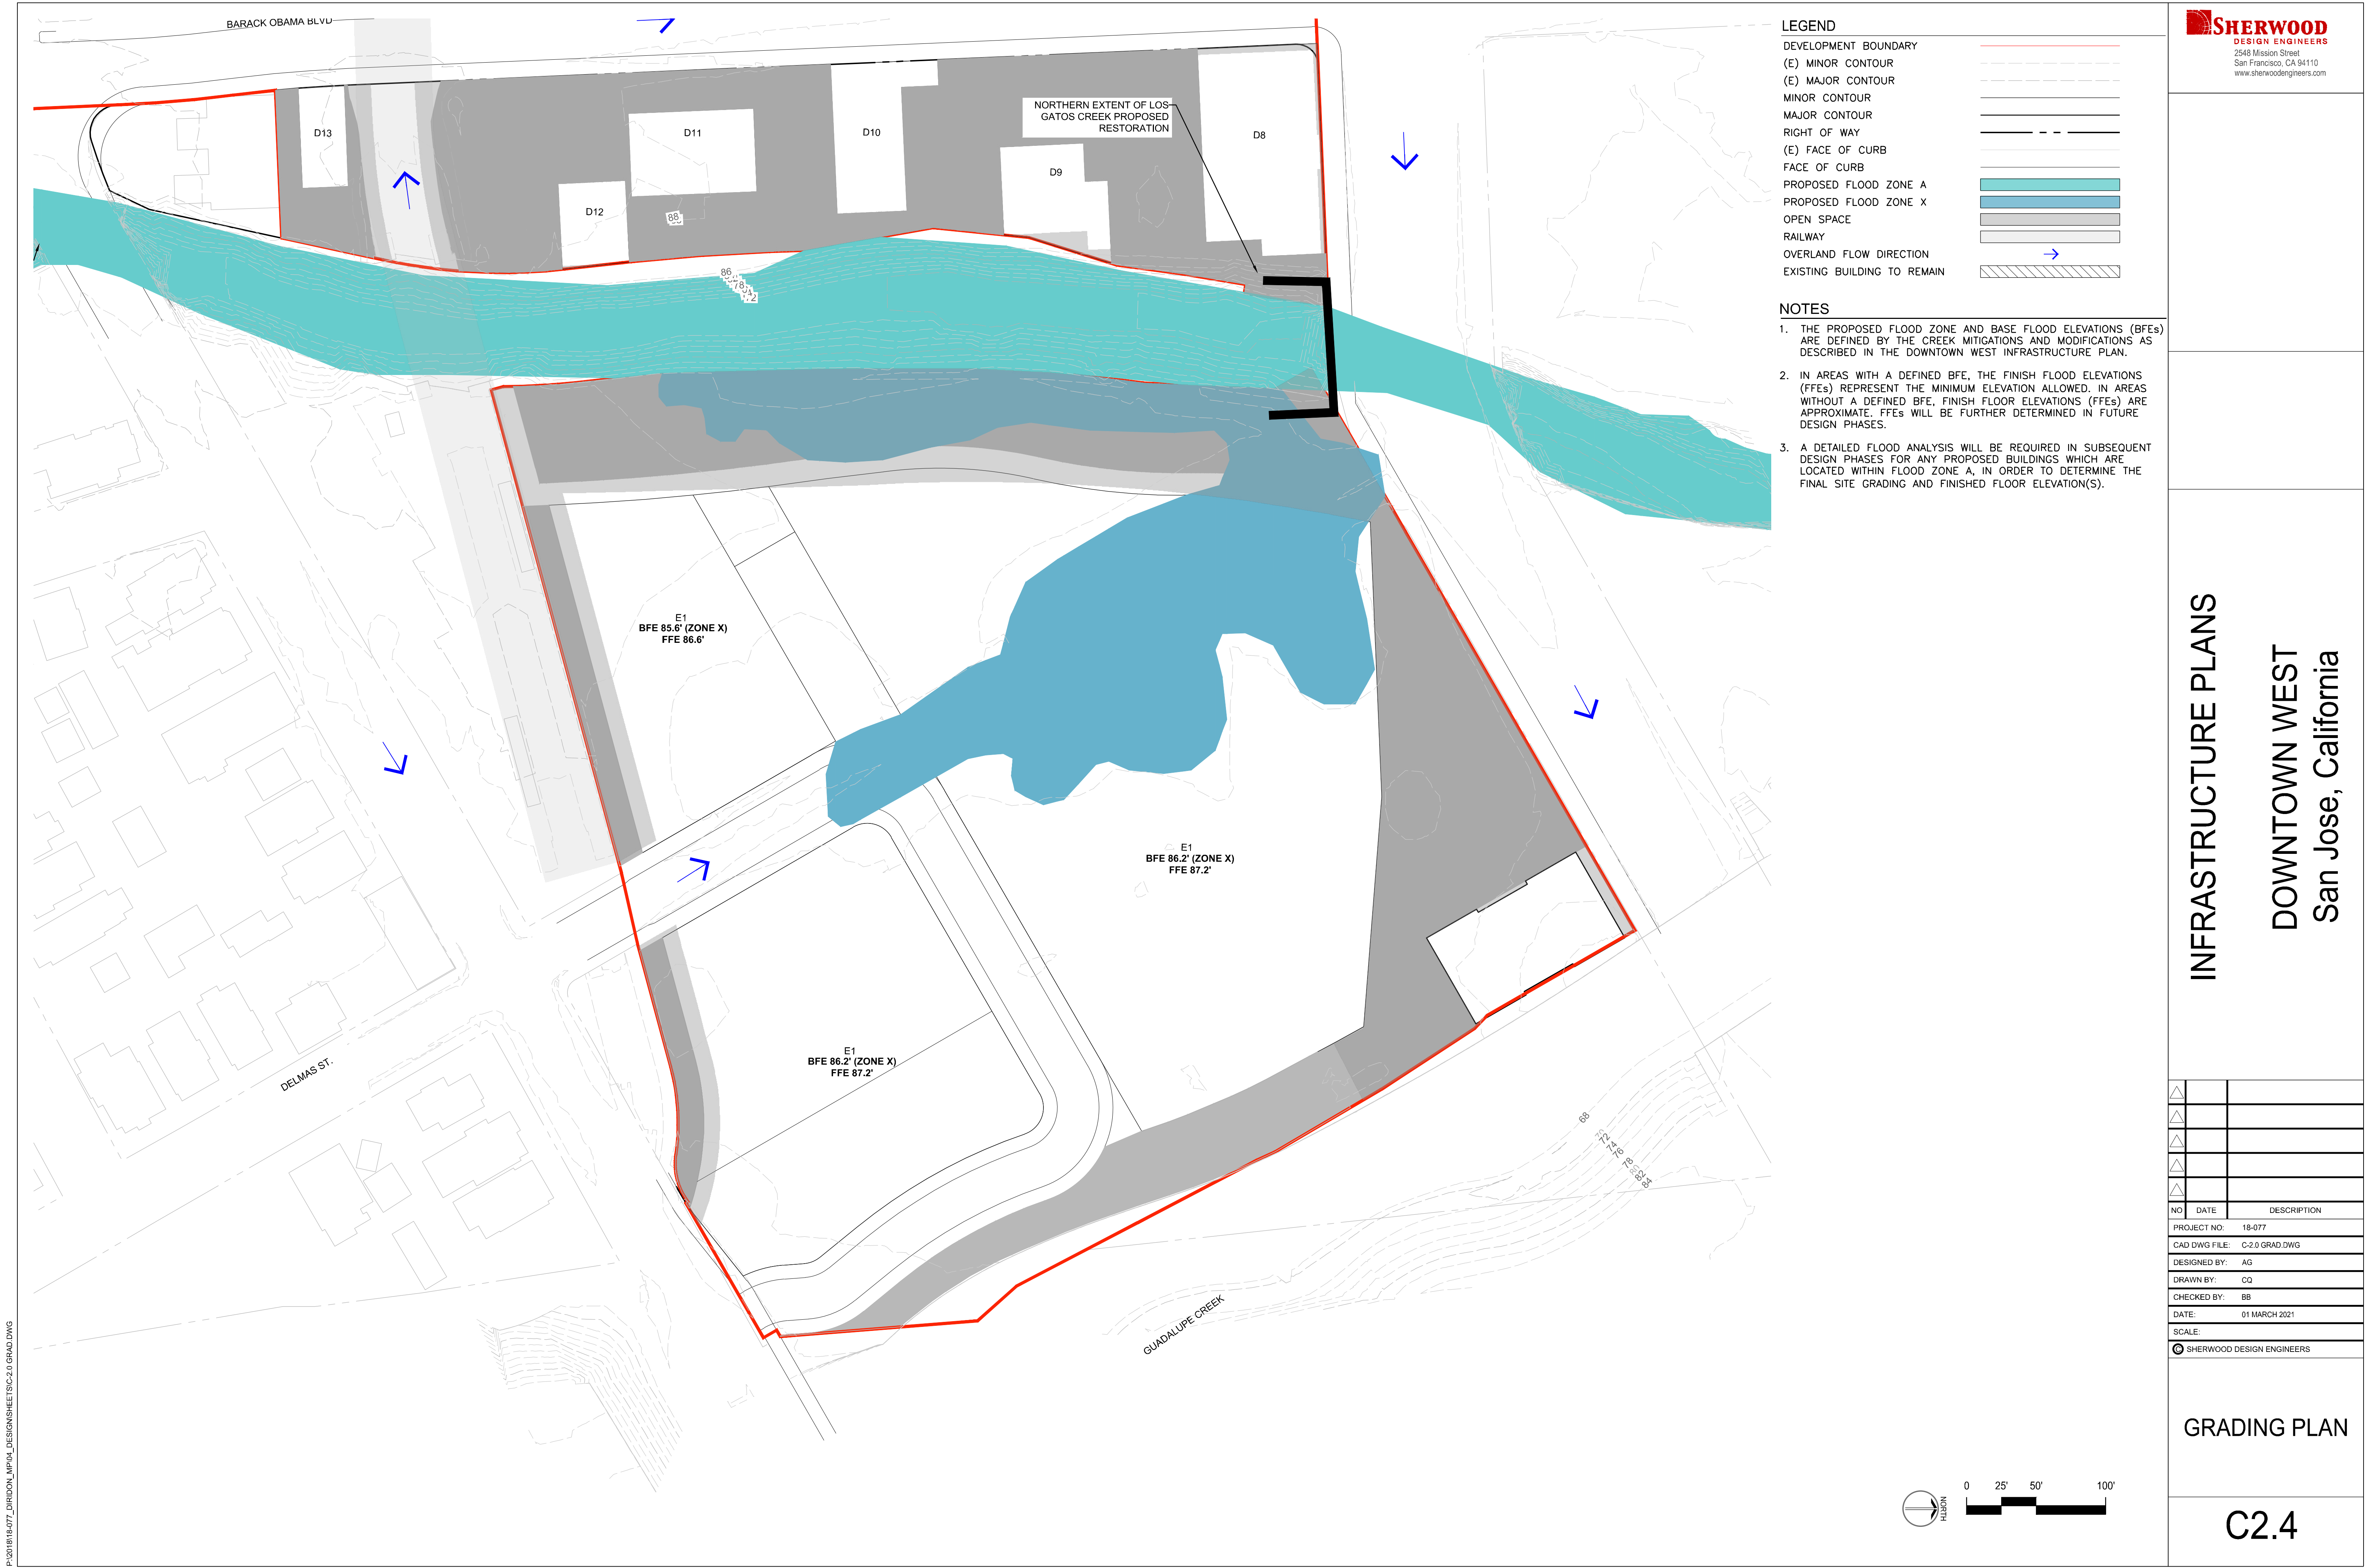 BARACK OBAMA BLVD
D13
D12
D11
D10
D9
D8
NORTHERN EXTENT OF LOS
GATOS CREEK PROPOSED
RESTORATION
88
86
78
E1
BFE 85.6' (ZONE X)
FFE 86.6'
E1
BFE 86.2' (ZONE X)
FFE 87.2'
E1
BFE 86.2' (ZONE X)
FFE 87.2'
DELMAS ST.
GUADALUPE CREEK
68
72
74
76
78
82
84
LEGEND
DEVELOPMENT BOUNDARY
(E) MINOR CONTOUR
(E) MAJOR CONTOUR
MINOR CONTOUR
MAJOR CONTOUR
RIGHT OF WAY
(E) FACE OF CURB
FACE OF CURB
PROPOSED FLOOD ZONE A
PROPOSED FLOOD ZONE X
OPEN SPACE
RAILWAY
OVERLAND FLOW DIRECTION
EXISTING BUILDING TO REMAIN
NOTES
1. THE PROPOSED FLOOD ZONE AND BASE FLOOD ELEVATIONS (BFEs)
ARE DEFINED BY THE CREEK MITIGATIONS AND MODIFICATIONS AS
DESCRIBED IN THE DOWNTOWN WEST INFRASTRUCTURE PLAN.
2. IN AREAS WITH A DEFINED BFE, THE FINISH FLOOD ELEVATIONS
(FFEs) REPRESENT THE MINIMUM ELEVATION ALLOWED. IN AREAS
WITHOUT A DEFINED BFE, FINISH FLOOR ELEVATIONS (FFEs) ARE
APPROXIMATE. FFEs WILL BE FURTHER DETERMINED IN FUTURE
DESIGN PHASES.
3. A DETAILED FLOOD ANALYSIS WILL BE REQUIRED IN SUBSEQUENT
DESIGN PHASES FOR ANY PROPOSED BUILDINGS WHICH ARE
LOCATED WITHIN FLOOD ZONE A, IN ORDER TO DETERMINE THE
FINAL SITE GRADING AND FINISHED FLOOR ELEVATION(S).
NORTH
0 25' 50' 100'
SHERWOOD
DESIGN ENGINEERS
2548 Mission Street
San Francisco, CA 94110
www.sherwoodengineers.com
INFRASTRUCTURE PLANS
DOWNTOWN WEST
San Jose, California
NO DATE DESCRIPTION
PROJECT NO: 18-077
CAD DWG FILE: C-2.0 GRAD.DWG
DESIGNED BY: AG
DRAWN BY: CQ
CHECKED BY: BB
DATE: 01 MARCH 2021
SCALE:
© SHERWOOD DESIGN ENGINEERS
GRADING PLAN
C2.4
P:\2018\18-077_DIRIDON_MP\04_DESIGN\SHEETS\C-2.0 GRAD.DWG